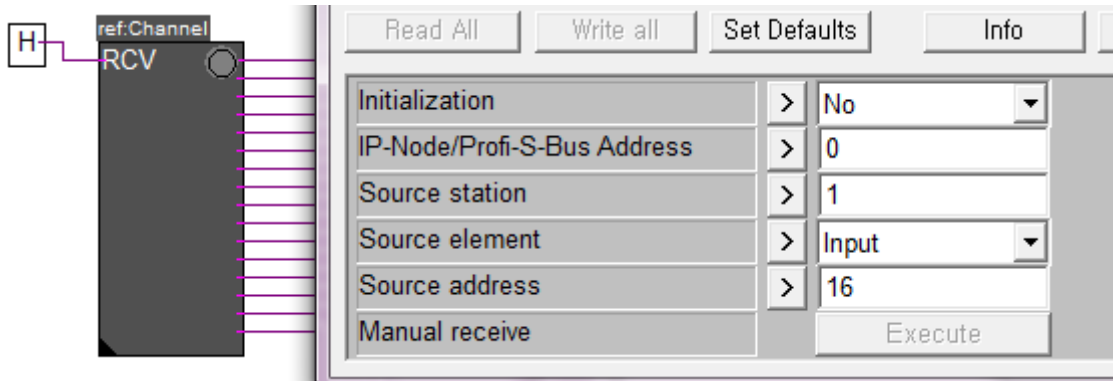 H
ref:Channel
RCV
Read All
Write all
Set Defaults
Info
Initialization
>
No
IP-Node/Profi-S-Bus Address
>
0
Source station
>
1
Source element
>
Input
Source address
>
16
Manual receive
Execute